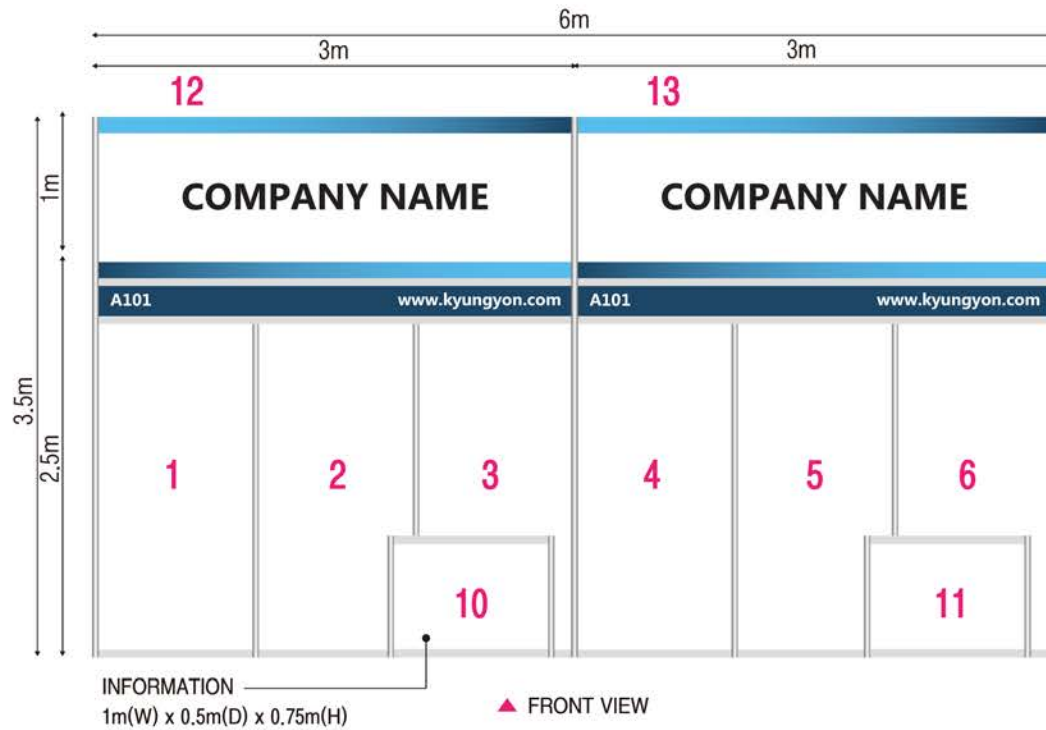 6m
3m 3m
12 13
1m
COMPANY NAME COMPANY NAME
A101 www.kyungyon.com A101 www.kyungyon.com
3.5m
2.5m
1 2 3 4 5 6
10 11
INFORMATION
1m(W) x 0.5m(D) x 0.75m(H)
▲ FRONT VIEW